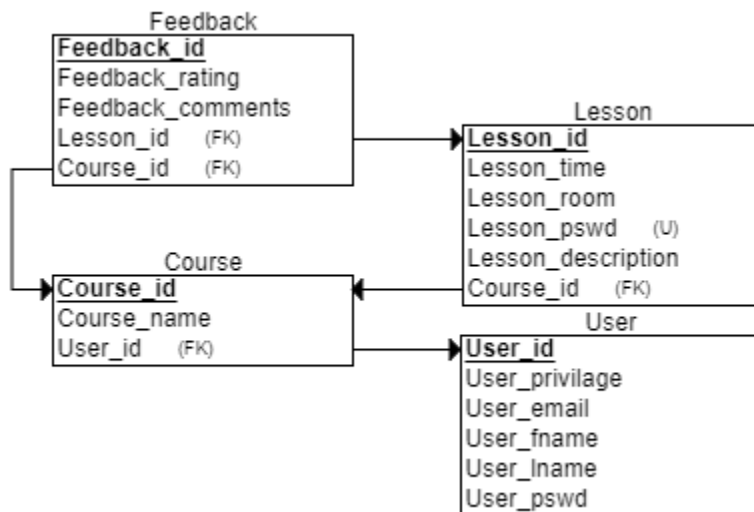 Feedback
Feedback_id
Feedback_rating
Feedback_comments
Lesson_id (FK)
Course_id (FK)
Lesson
Lesson_id
Lesson_time
Lesson_room
Lesson_pswd (U)
Lesson_description
Course_id (FK)
Course
Course_id
Course_name
User_id (FK)
User
User_id
User_privilage
User_email
User_fname
User_lname
User_pswd